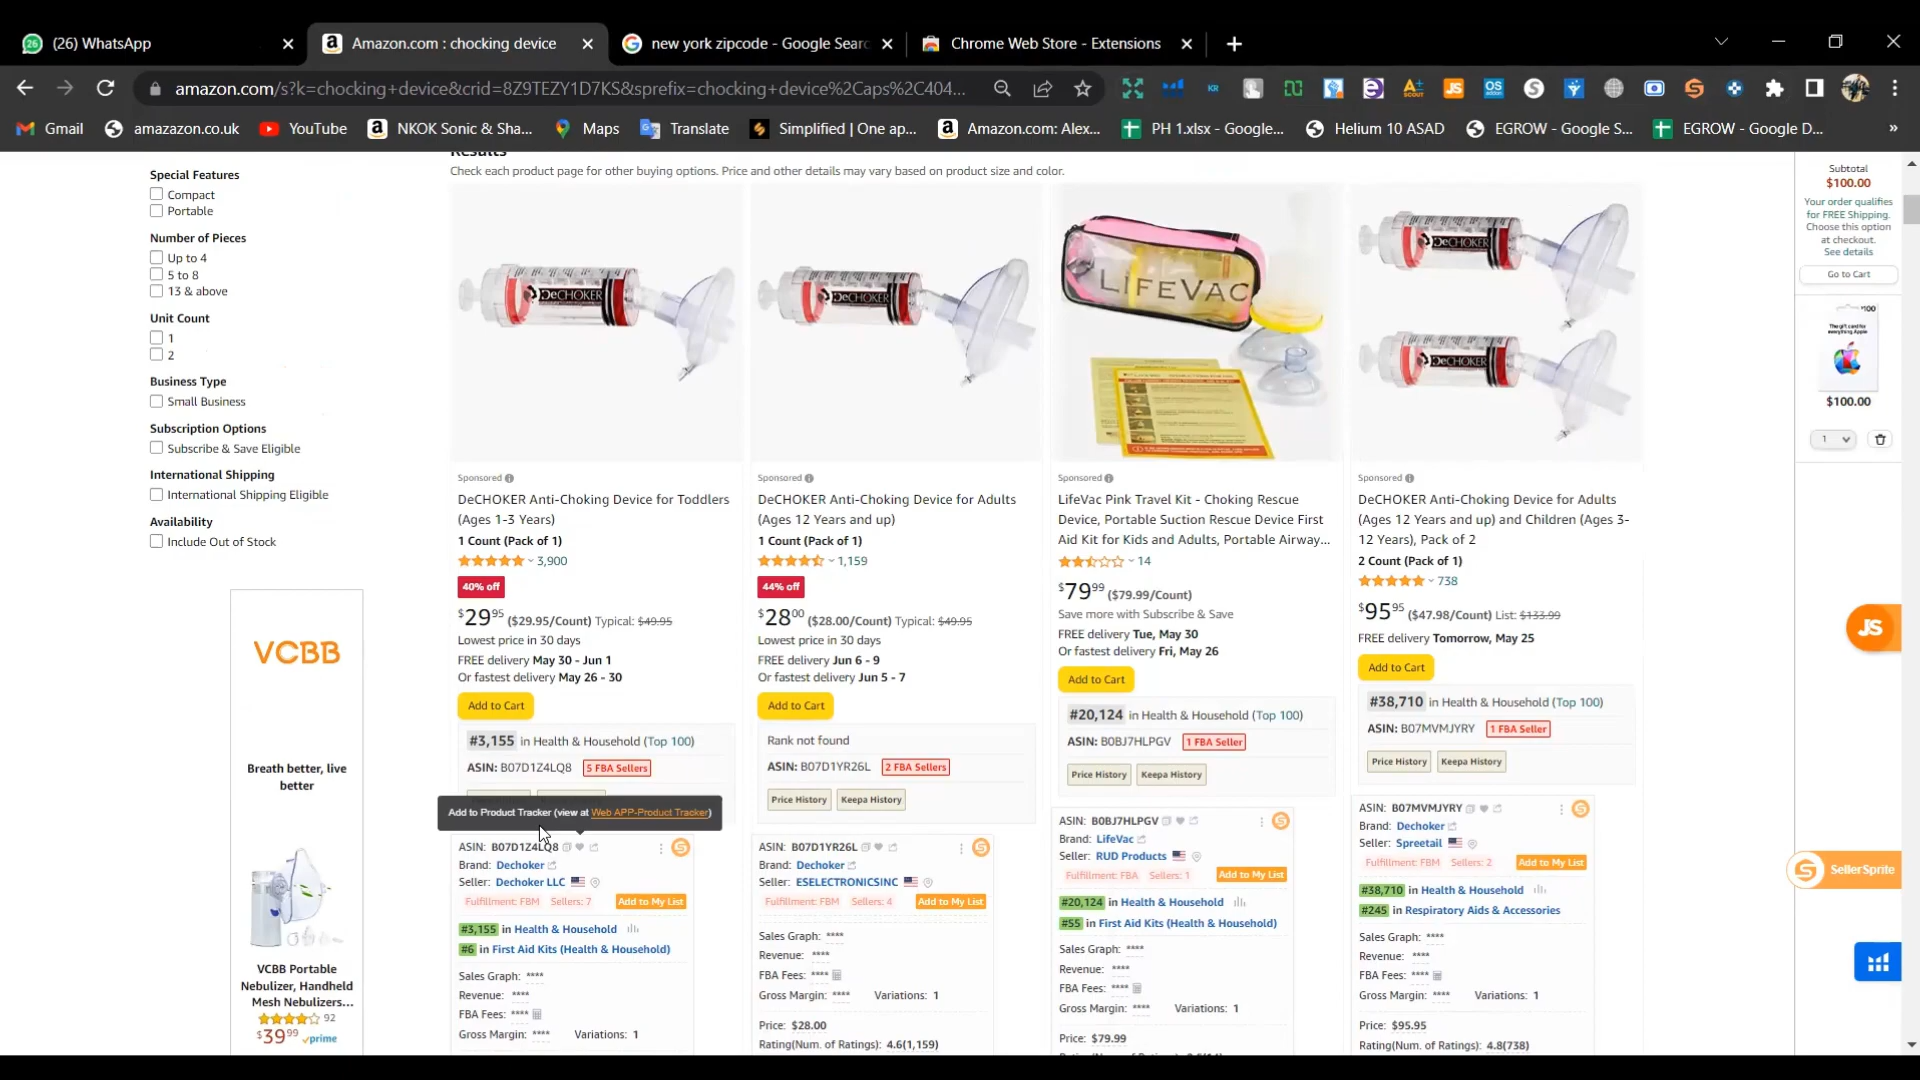 (26) WhatsApp
Amazon.com : chocking device
new york zipcode - Google Searc
Chrome Web Store - Extensions
amazon.com/s?k=chocking+device&crid=8Z9TEZY1D7KS&sprefix=chocking+device%2Caps%2C404...
Gmail
amazazon.co.uk
YouTube
NKOK Sonic & Sha...
Maps
Translate
Simplified | One ap...
Amazon.com: Alex...
PH 1.xlsx - Google...
Helium 10 ASAD
EGROW - Google S...
EGROW - Google D...
»
Results
Check each product page for other buying options. Price and other details may vary based on product size and color.
Special Features
Compact
Portable
Number of Pieces
Up to 4
5 to 8
13 & above
Unit Count
1
2
Business Type
Small Business
Subscription Options
Subscribe & Save Eligible
International Shipping
International Shipping Eligible
Availability
Include Out of Stock
VCBB
Breath better, live
better
VCBB Portable
Nebulizer, Handheld
Mesh Nebulizers...
92
$39.99 prime
DeCHOKER
Sponsored
DeCHOKER Anti-Choking Device for Toddlers
(Ages 1-3 Years)
1 Count (Pack of 1)
3,900
40% off
$29.95 ($29.95/Count) Typical: $49.95
Lowest price in 30 days
FREE delivery May 30 - Jun 1
Or fastest delivery May 26 - 30
Add to Cart
#3,155 in Health & Household (Top 100)
ASIN: B07D1Z4LQ8 5 FBA Sellers
Add to Product Tracker (view at Web APP-Product Tracker)
ASIN: B07D1Z4LQ8
Brand: Dechoker
Seller: Dechoker LLC
Fulfillment: FBM Sellers: 7 Add to My List
#3,155 in Health & Household
#6 in First Aid Kits (Health & Household)
Sales Graph: ****
Revenue: ****
FBA Fees: ****
Gross Margin: **** Variations: 1
DeCHOKER
Sponsored
DeCHOKER Anti-Choking Device for Adults
(Ages 12 Years and up)
1 Count (Pack of 1)
1,159
44% off
$28.00 ($28.00/Count) Typical: $49.95
Lowest price in 30 days
FREE delivery Jun 6 - 9
Or fastest delivery Jun 5 - 7
Add to Cart
Rank not found
ASIN: B07D1YR26L 2 FBA Sellers
Price History Keepa History
ASIN: B07D1YR26L
Brand: Dechoker
Seller: ESELECTRONICSINC
Fulfillment: FBM Sellers: 4 Add to My List
Sales Graph: ****
Revenue: ****
FBA Fees: ****
Gross Margin: **** Variations: 1
Price: $28.00
Rating(Num. of Ratings): 4.6(1,159)
LIFEVAC
Sponsored
LifeVac Pink Travel Kit - Choking Rescue
Device, Portable Suction Rescue Device First
Aid Kit for Kids and Adults, Portable Airway...
14
$79.99 ($79.99/Count)
Save more with Subscribe & Save
FREE delivery Tue, May 30
Or fastest delivery Fri, May 26
Add to Cart
#20,124 in Health & Household (Top 100)
ASIN: B0BJ7HLPGV 1 FBA Seller
Price History Keepa History
ASIN: B0BJ7HLPGV
Brand: LifeVac
Seller: RUD Products
Fulfillment: FBA Sellers: 1 Add to My List
#20,124 in Health & Household
#55 in First Aid Kits (Health & Household)
Sales Graph: ****
Revenue: ****
FBA Fees: ****
Gross Margin: **** Variations: 1
Price: $79.99
DeCHOKER
DeCHOKER
Sponsored
DeCHOKER Anti-Choking Device for Adults
(Ages 12 Years and up) and Children (Ages 3-
12 Years), Pack of 2
2 Count (Pack of 1)
738
$95.95 ($47.98/Count) List: $133.99
FREE delivery Tomorrow, May 25
Add to Cart
#38,710 in Health & Household (Top 100)
ASIN: B07MVMJYRY 1 FBA Seller
Price History Keepa History
ASIN: B07MVMJYRY
Brand: Dechoker
Seller: Spreetail
Fulfillment: FBM Sellers: 2 Add to My List
#38,710 in Health & Household
#245 in Respiratory Aids & Accessories
Sales Graph: ****
Revenue: ****
FBA Fees: ****
Gross Margin: **** Variations: 1
Price: $95.95
Rating(Num. of Ratings): 4.8(738)
Subtotal
$100.00
Your order qualifies
for FREE Shipping.
Choose this option
at checkout.
See details
Go to Cart
$100
$100.00
1
JS
SellerSprite